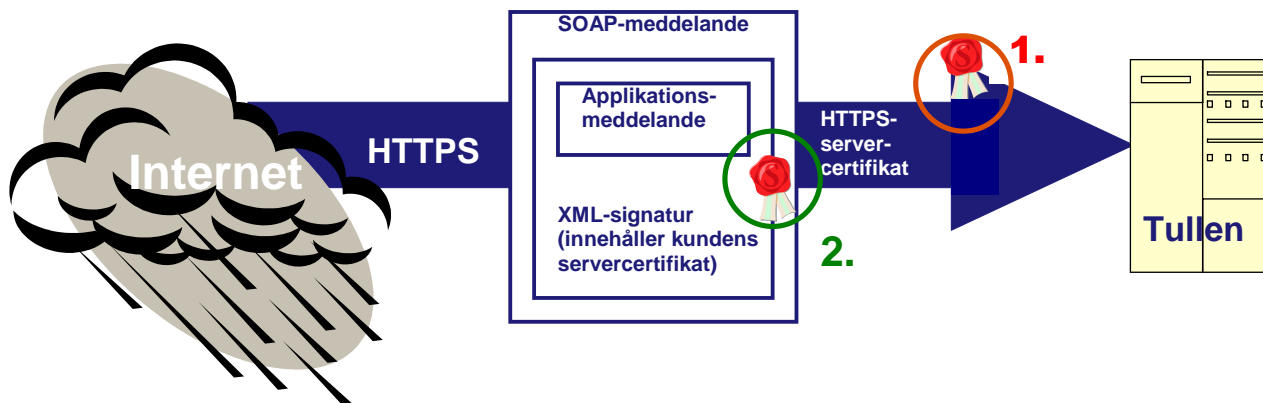 SOAP-meddelande
Applikations-
meddelande
Internet
HTTPS
XML-signatur
(innehåller kundens
servercertifikat)
2.
HTTPS-
server-
certifikat
1.
Tullen
S
S